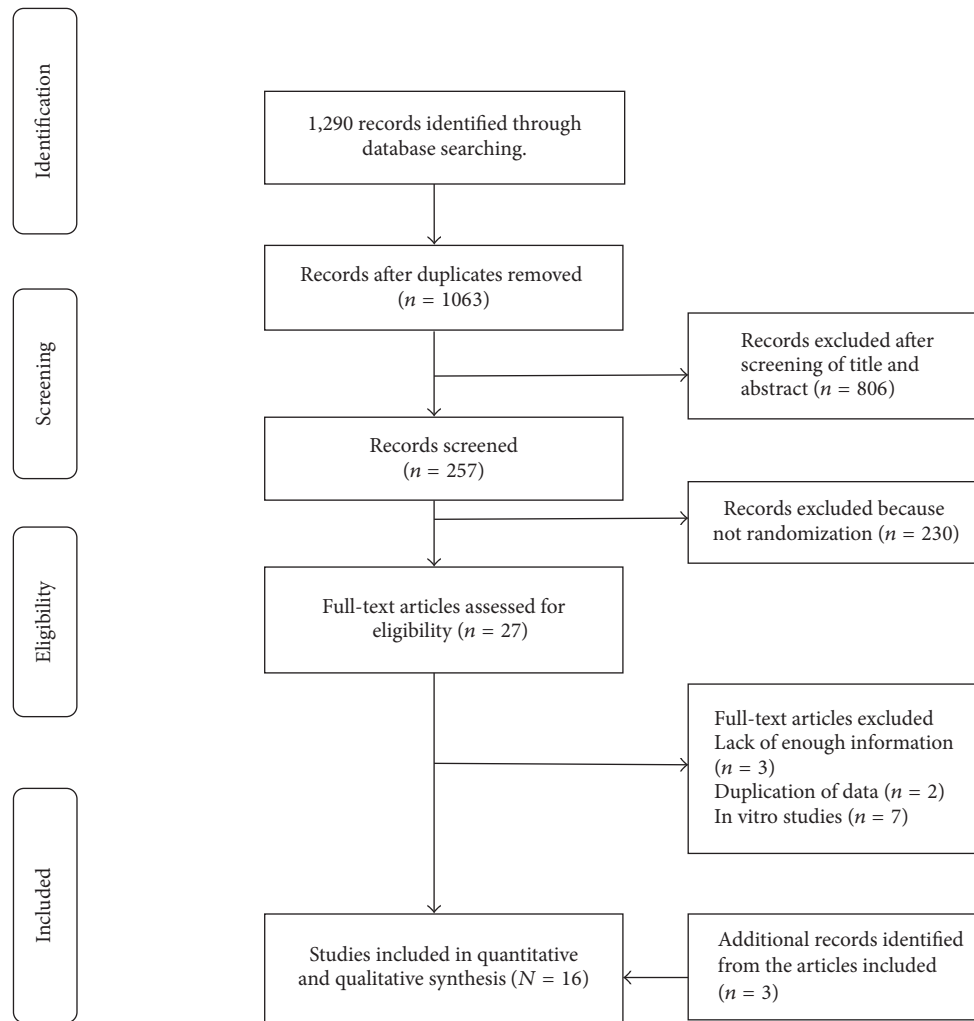 Identification
1,290 records identified through
database searching.
Records after duplicates removed
(n = 1063)
Screening
Records excluded after
screening of title and
abstract (n = 806)
Records screened
(n = 257)
Records excluded because
not randomization (n = 230)
Eligibility
Full-text articles assessed for
eligibility (n = 27)
Full-text articles excluded
Lack of enough information
(n = 3)
Duplication of data (n = 2)
In vitro studies (n = 7)
Included
Studies included in quantitative
and qualitative synthesis (N = 16)
Additional records identified
from the articles included
(n = 3)